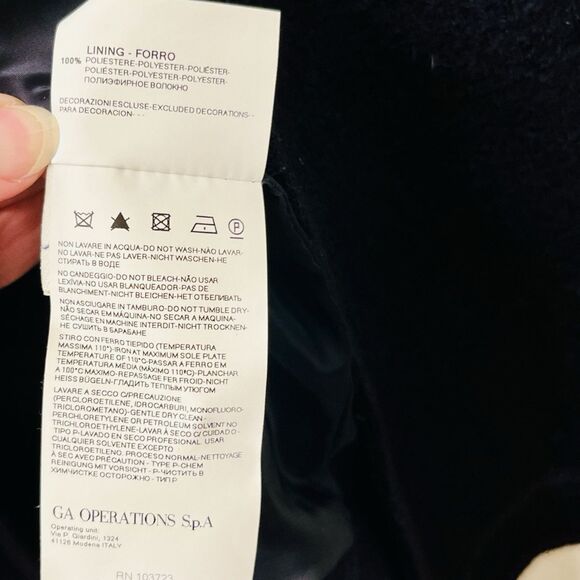 LINING - FORRO
100% POLIESTERE-POLYESTER-POLIÉSTER-
POLIÉSTER-POLYESTER-POLYESTER-
ПОЛИЭФИРНОЕ ВОЛОКНО
DECORAZIONI ESCLUSE-EXCLUDED DECORATIONS-
PARA DECORACION- - -
P
NON LAVARE IN ACQUA-DO NOT WASH-NÃO LAVAR-
NO LAVAR-NE PAS LAVER-NICHT WASCHEN-НЕ
СТИРАТЬ В ВОДЕ
NO CANDEGGIO-DO NOT BLEACH-NÃO USAR
LEXÍVIA-NO USAR BLANQUEADOR-PAS DE
BLANCHIMENT-NICHT BLEICHEN-НЕ ОТБЕЛИВАТЬ
NON ASCIUGARE IN TAMBURO-DO NOT TUMBLE DRY-
NÃO SECAR EM MÁQUINA-NO SECAR A MAQUINA-
SÉCHAGE EN MACHINE INTERDIT-NICHT TROCKNEN-
НЕ СУШИТЬ В БАРАБАНЕ
STIRO CON FERRO TIEPIDO (TEMPERATURA
MASSIMA 110°)-IRON AT MAXIMUM SOLE PLATE
TEMPERATURE OF 110°C-PASSAR A FERRO EM
TEMPERATURA MÉDIA (MÁXIMO 110°)-PLANCHAR
A 100°C MAXIMO-REPASSAGE FER FROID-NICHT
HEISS BÜGELN-ГЛАДИТЬ ТЕПЛЫМ УТЮГОМ
LAVARE A SECCO C/PRECAUZIONE
(PERCLOROETILENE, IDROCARBURI, MONOFLUORO-
TRICLOROMETANO)-GENTLE DRY CLEAN -
PERCHLORETYLENE OR PETROLEUM SOLVENT NO
TRICHLOROETHYLENE-LAVAR À SECO C/ CUIDADO-
TIPO P-LAVADO EN SECO PROFESIONAL. USAR
CUALQUIER SOLVENTE EXCEPTO
TRICLOROETILENO. PROCESO NORMAL-NETTOYAGE
À SEC AVEC PRÉCAUTION - TYPE P-CHEM
REINIGUNG MIT VORSICHT - P-ЧИСТИТЬ В
ХИМЧИСТКЕ ОСТОРОЖНО - ТИП P
GA OPERATIONS S.p.A
Operating unit:
Via P. Giardini, 1324
41126 Modena ITALY
RN 103723